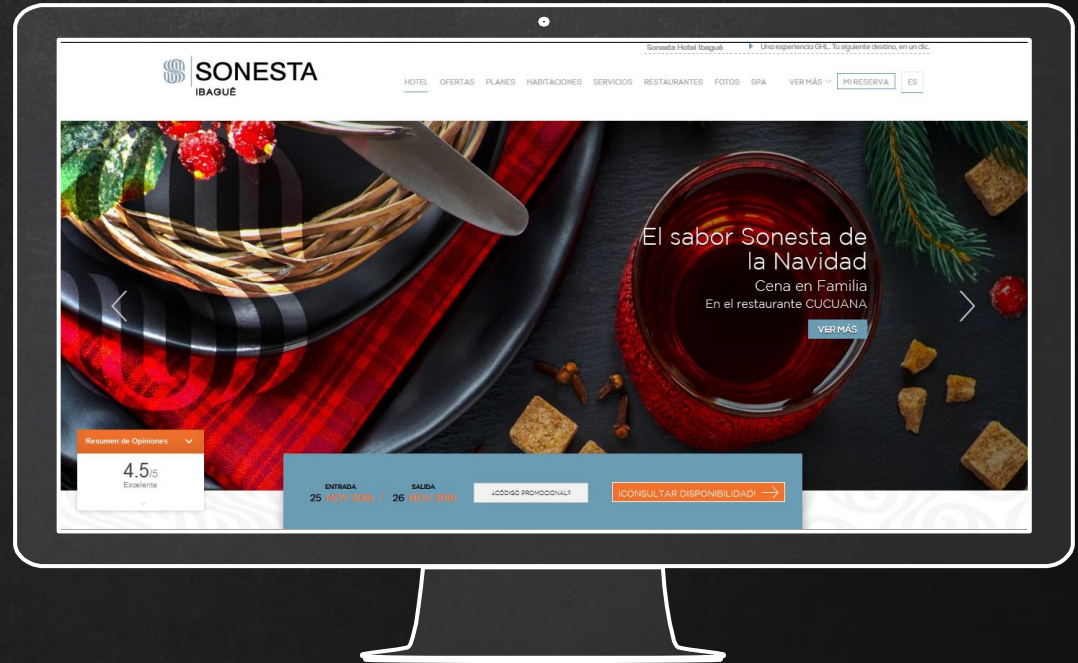 Sonesta Hotel Ibagué
Una experiencia GHL. Tu siguiente destino, en un clic.
SONESTA
IBAGUÉ
HOTEL OFERTAS PLANES HABITACIONES SERVICIOS RESTAURANTES FOTOS SPA VER MÁS MI RESERVA ES
El sabor Sonesta de
la Navidad
Cena en Familia
En el restaurante CUCUANA
VER MÁS
Resumen de Opiniones
4.5/5
Excelente
ENTRADA SALIDA
25 NOV 2019 / 26 NOV 2019
¿CÓDIGO PROMOCIONAL?
¡CONSULTAR DISPONIBILIDAD!